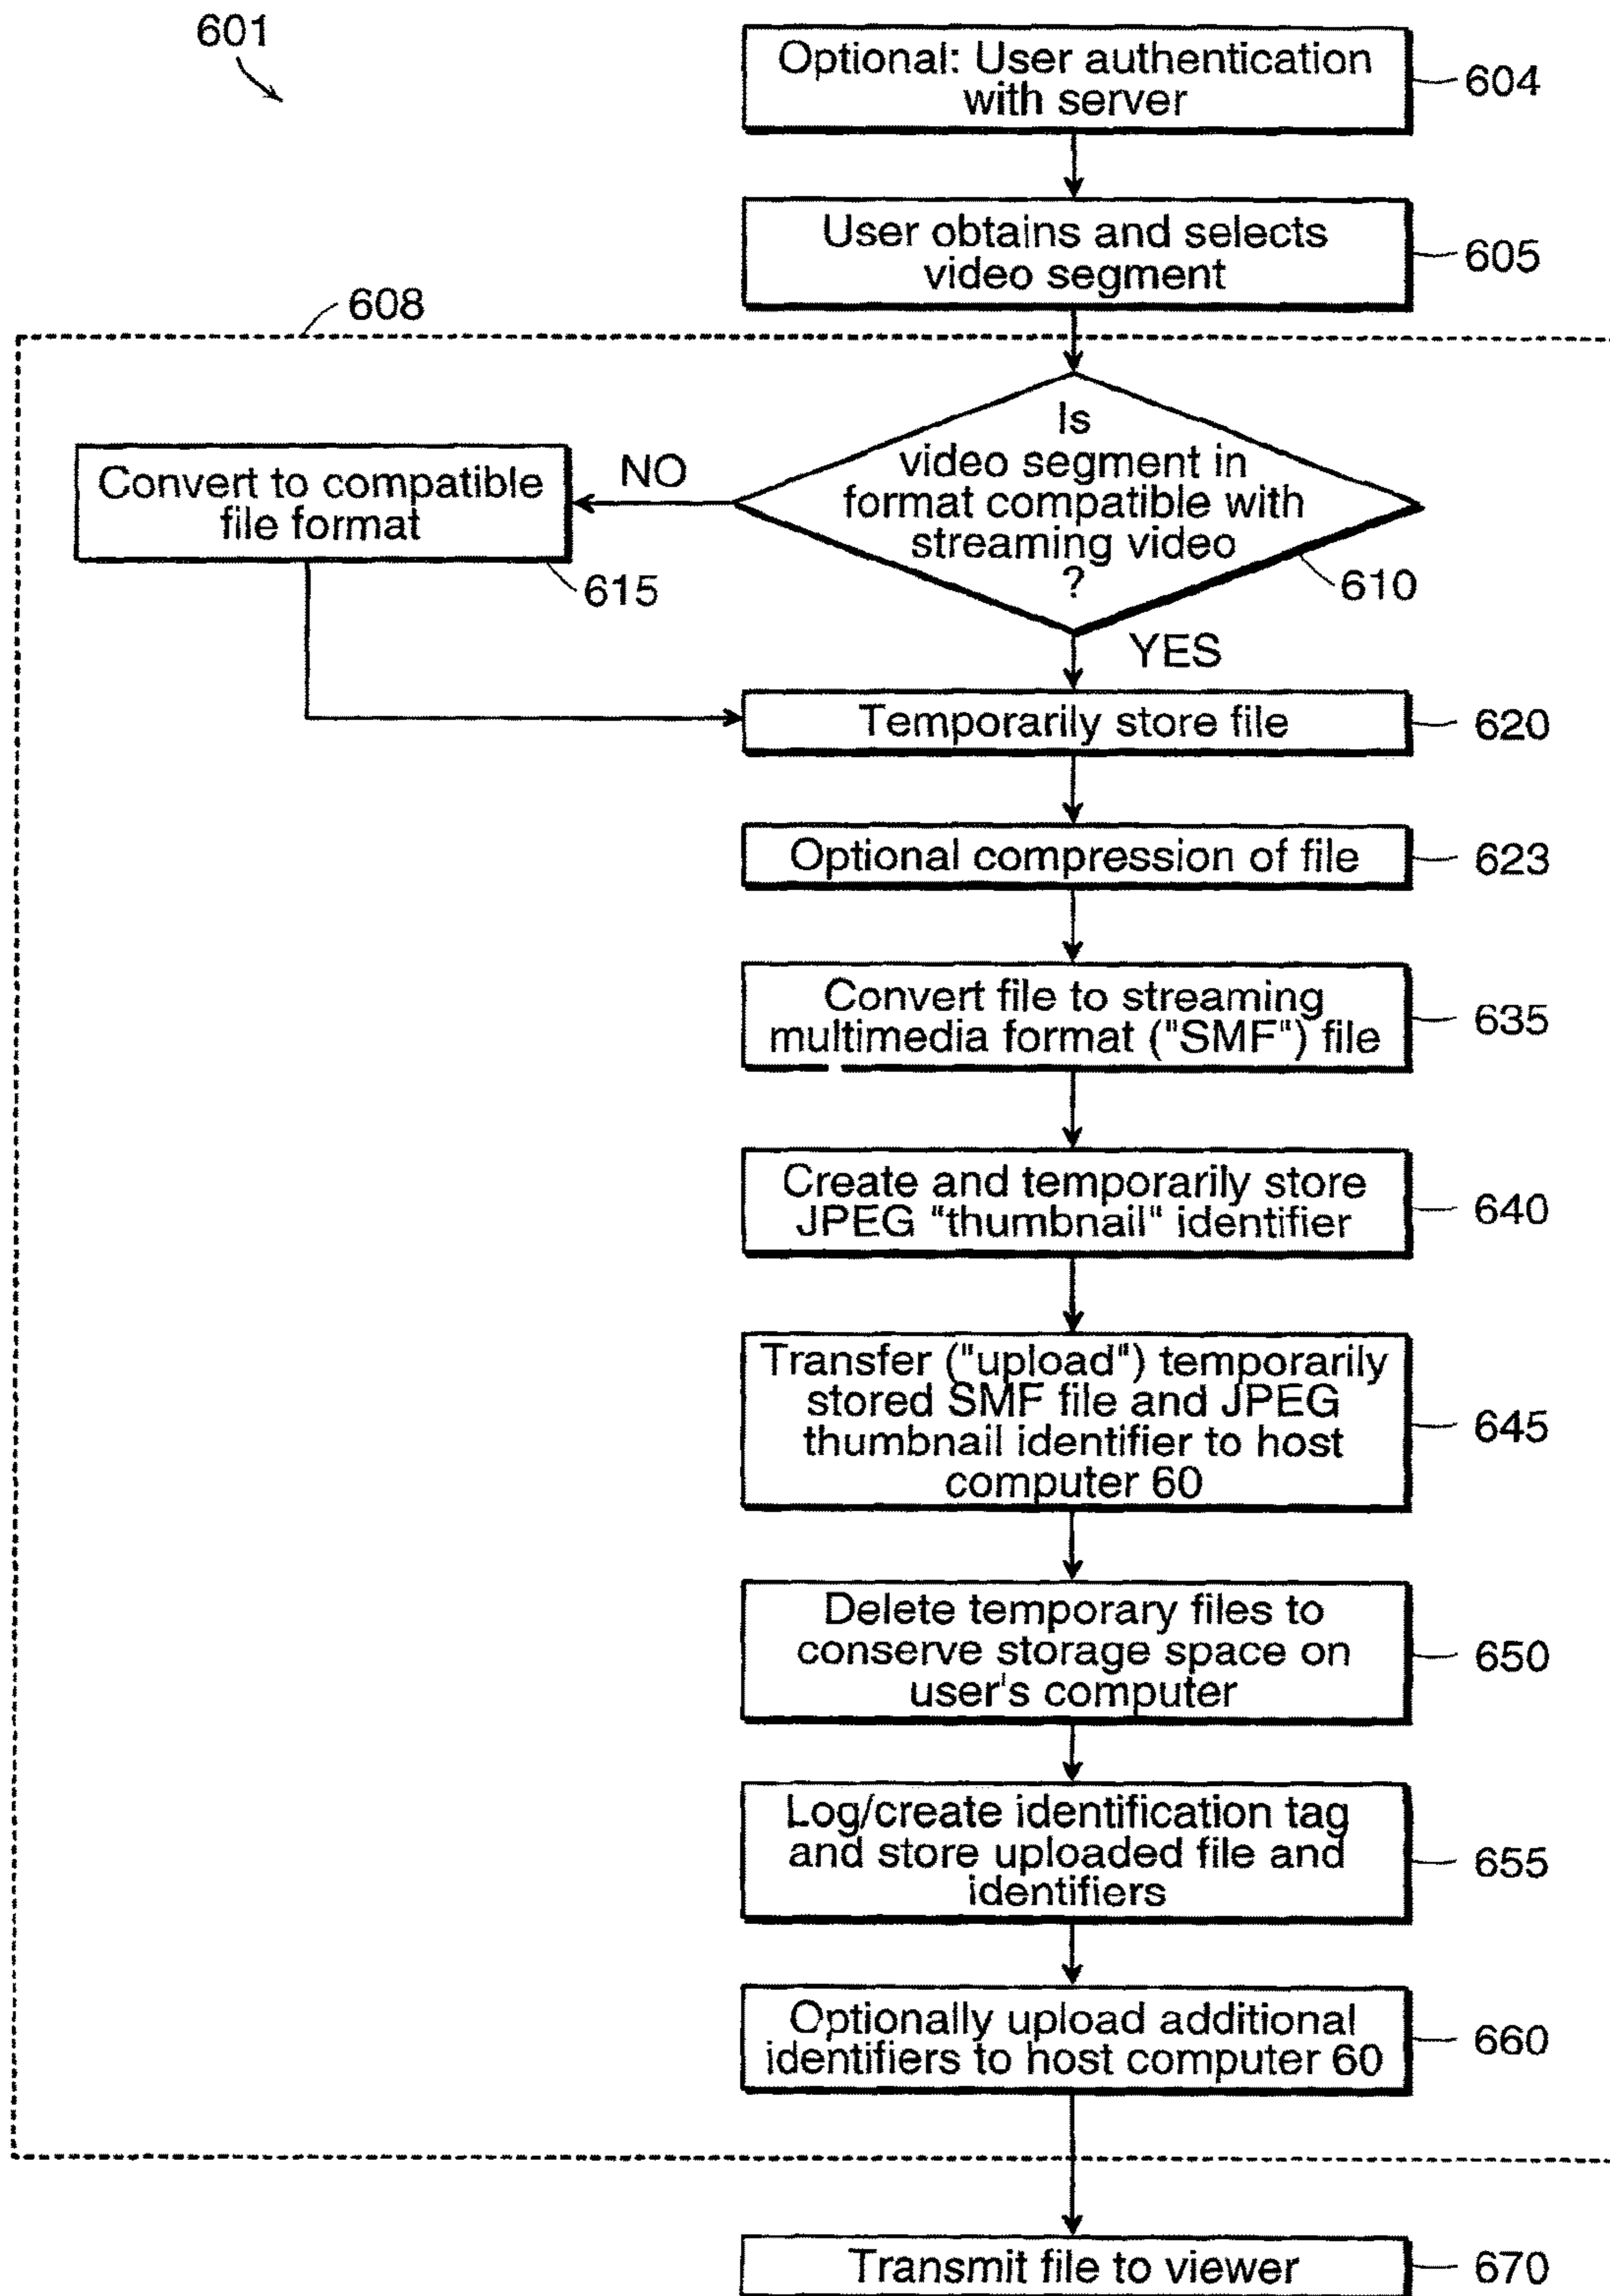 601
Optional: User authentication
with server
604
User obtains and selects
video segment
605
608
Is
video segment in
format compatible with
streaming video
?
610
NO
Convert to compatible
file format
615
YES
Temporarily store file
620
Optional compression of file
623
Convert file to streaming
multimedia format ("SMF") file
635
Create and temporarily store
JPEG "thumbnail" identifier
640
Transfer ("upload") temporarily
stored SMF file and JPEG
thumbnail identifier to host
computer 60
645
Delete temporary files to
conserve storage space on
user's computer
650
Log/create identification tag
and store uploaded file and
identifiers
655
Optionally upload additional
identifiers to host computer 60
660
Transmit file to viewer
670